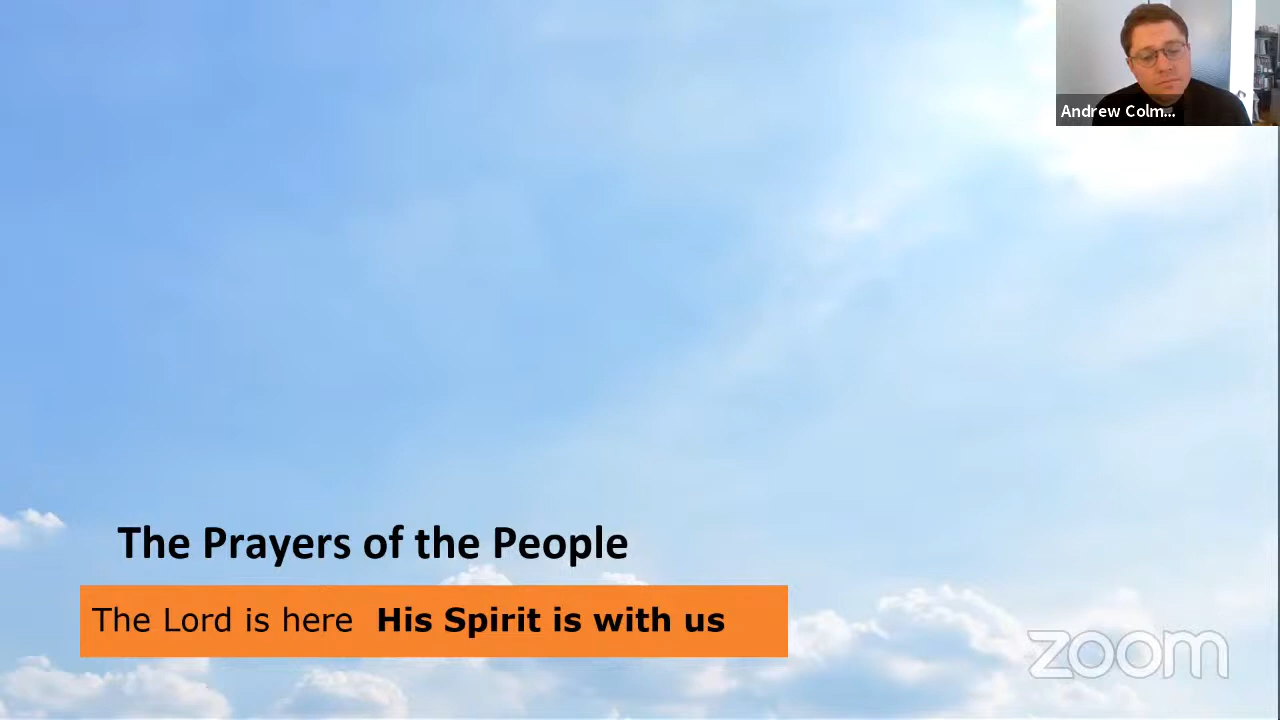 Andrew Colm...
The Prayers of the People
The Lord is here His Spirit is with us
zoom